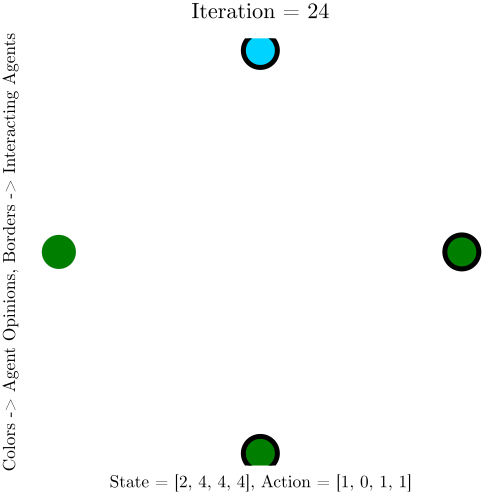 Iteration = 24
Colors -> Agent Opinions, Borders -> Interacting Agents
State = [2, 4, 4, 4], Action = [1, 0, 1, 1]